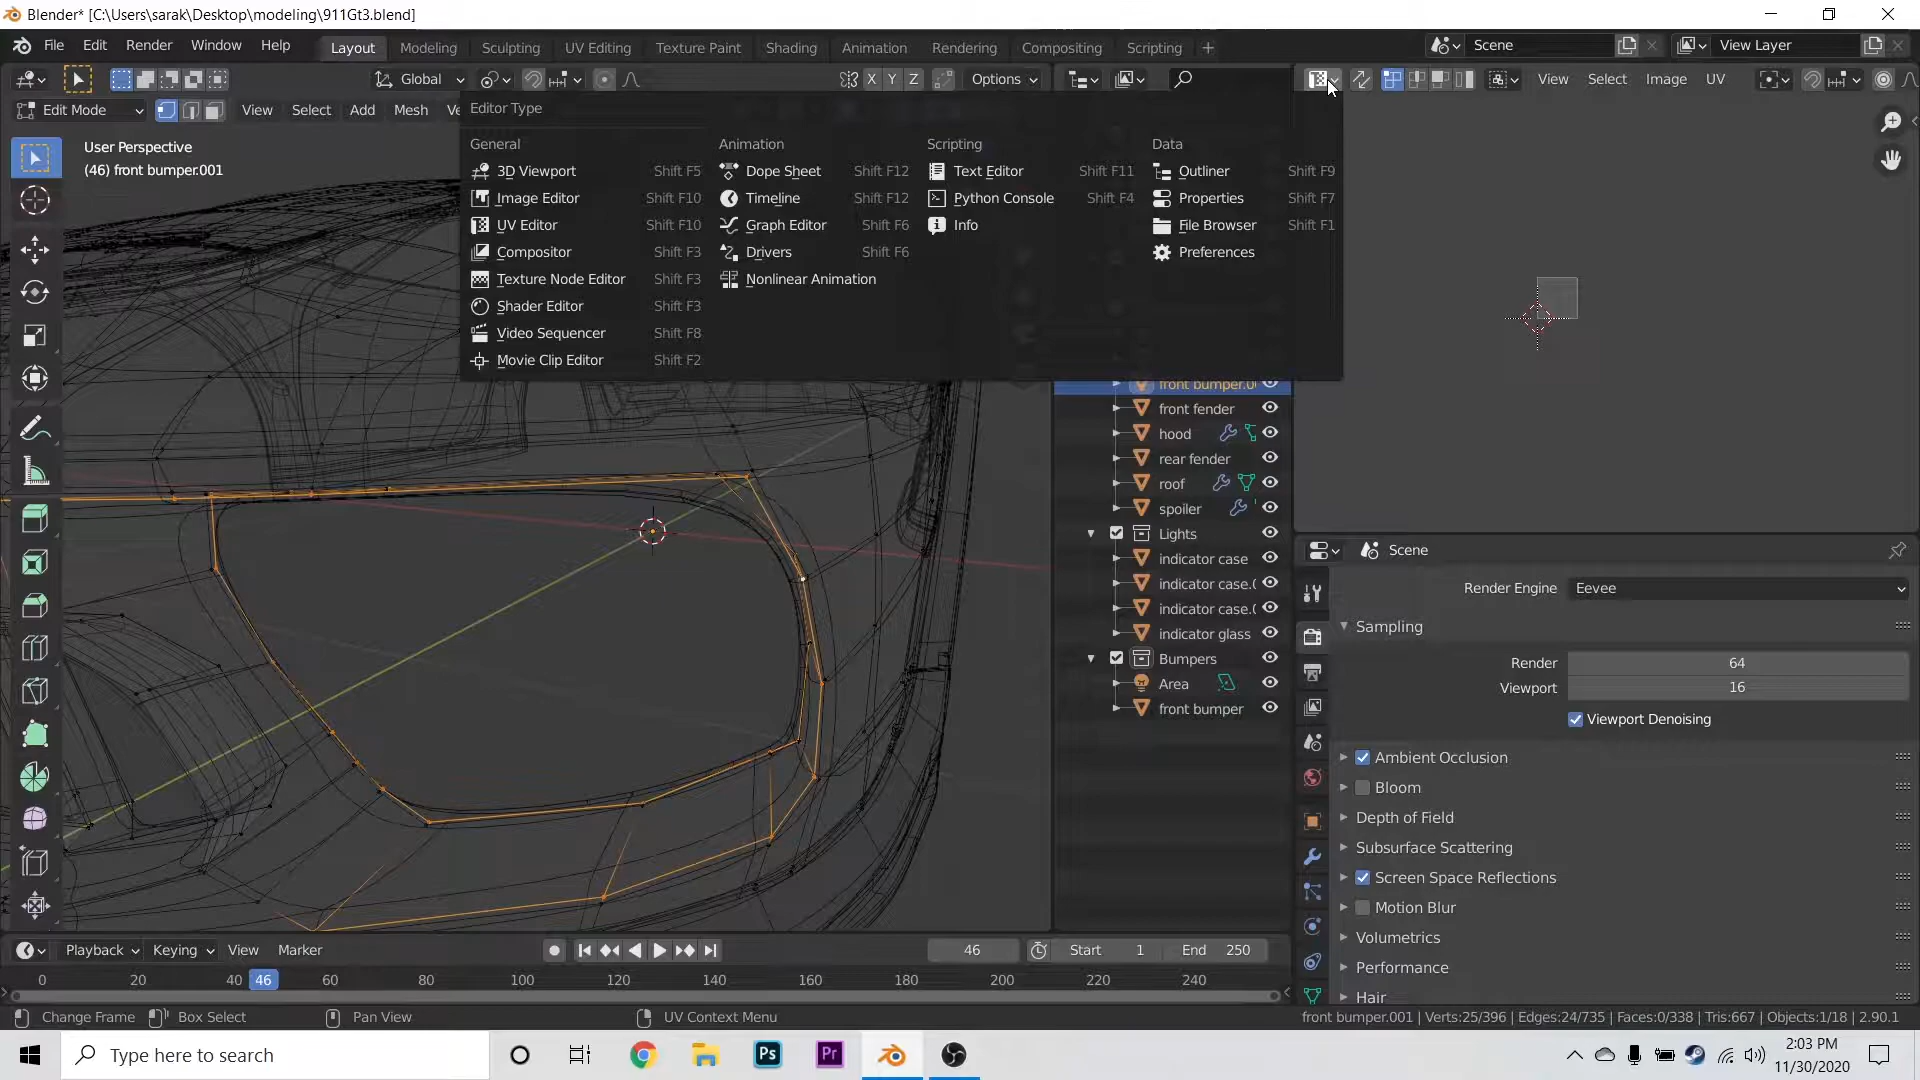 Blender* [C:\Users\sarak\Desktop\modeling\911Gt3.blend]
File Edit Render Window Help Layout Modeling Sculpting UV Editing Texture Paint Shading Animation Rendering Compositing Scripting + Scene View Layer
Global X Y Z Options View Select Image UV
Edit Mode View Select Add Mesh Ve
User Perspective
(46) front bumper.001
Editor Type
General Animation Scripting Data
3D Viewport Shift F5 Dope Sheet Shift F12 Text Editor Shift F11 Outliner Shift F9
Image Editor Shift F10 Timeline Shift F12 Python Console Shift F4 Properties Shift F7
UV Editor Shift F10 Graph Editor Shift F6 Info File Browser Shift F1
Compositor Shift F3 Drivers Shift F6 Preferences
Texture Node Editor Shift F3 Nonlinear Animation
Shader Editor Shift F3
Video Sequencer Shift F8
Movie Clip Editor Shift F2
front bumper.0
front fender
hood
rear fender
roof
spoiler
Lights
indicator case
indicator case.(
indicator case.(
indicator glass
Bumpers
Area
front bumper
Scene
Render Engine Eevee
Sampling
Render 64
Viewport 16
Viewport Denoising
Ambient Occlusion
Bloom
Depth of Field
Subsurface Scattering
Screen Space Reflections
Motion Blur
Volumetrics
Performance
Hair
Playback Keying View Marker 46 Start 1 End 250
0 20 40 46 60 80 100 120 140 160 180 200 220 240
Change Frame Box Select Pan View UV Context Menu front bumper.001 | Verts:25/396 | Edges:24/735 | Faces:0/338 | Tris:667 | Objects:1/18 | 2.90.1
Type here to search Ps Pr 2:03 PM
11/30/2020